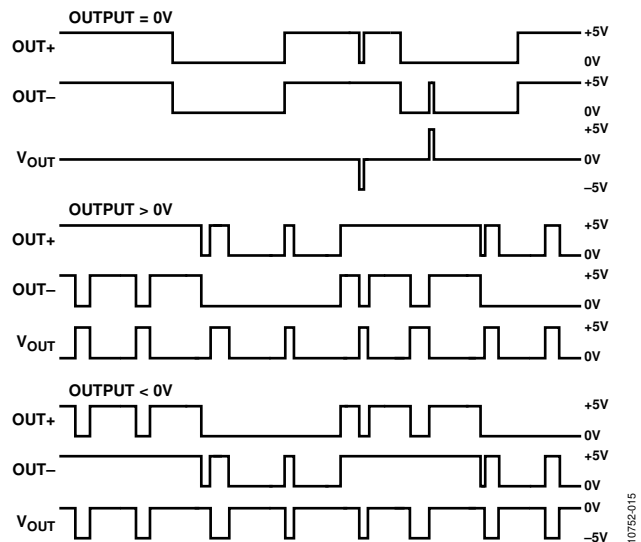 OUTPUT = 0V
OUT+
+5V
0V
OUT–
+5V
0V
VOUT
+5V
0V
–5V
OUTPUT > 0V
OUT+
+5V
0V
OUT–
+5V
0V
VOUT
+5V
0V
OUTPUT < 0V
OUT+
+5V
0V
OUT–
+5V
0V
VOUT
0V
–5V
10752-015